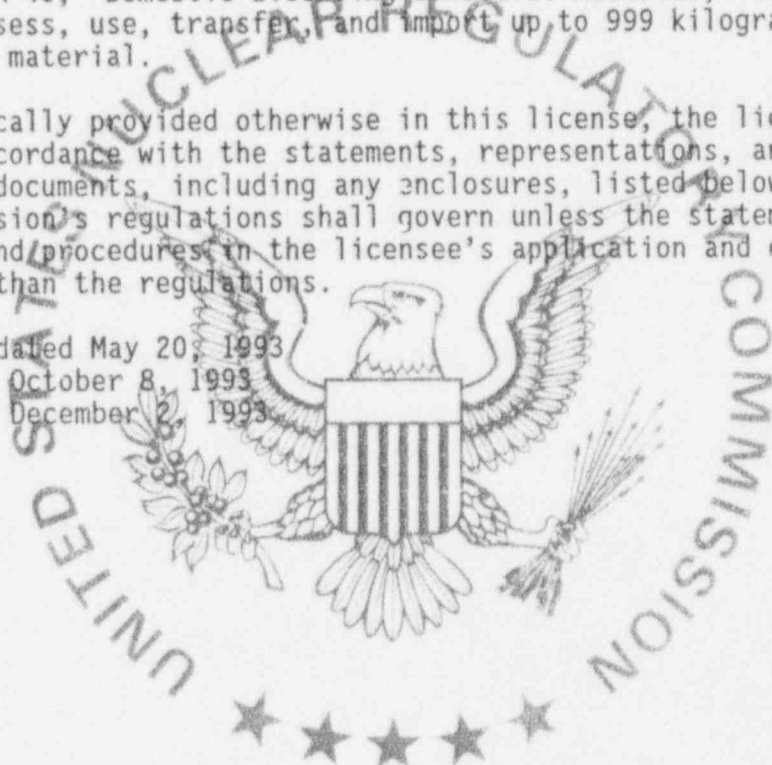 sess, use, transfer, and import up to 999 kilogra
material.
cally provided otherwise in this license, the lic
cordance with the statements, representations, an
documents, including any enclosures, listed below
sion's regulations shall govern unless the statem
nd procedures in the licensee's application and c
than the regulations.
dated May 20, 1993
October 8, 1993
December 2, 1993
UNITED STATES NUCLEAR REGULATORY COMMISSION